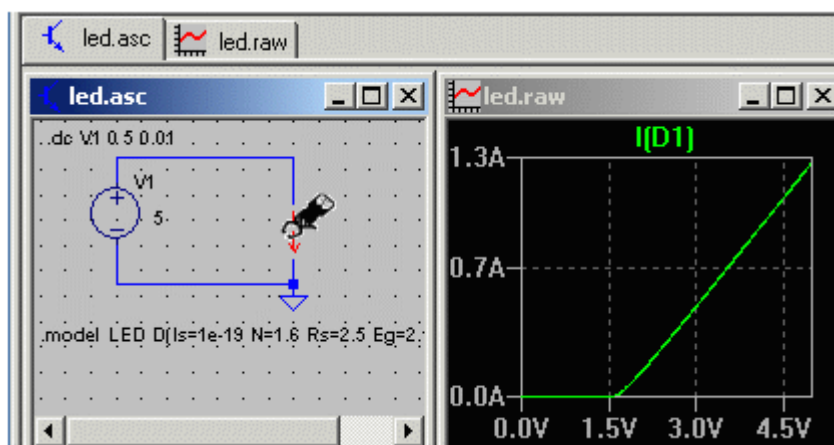 led.asc
led.raw
led.asc
.dc V1 0 5 0.01
V1
5
.model LED D(Is=1e-19 N=1.6 Rs=2.5 Eg=2.
led.raw
I(D1)
1.3A
0.7A
0.0A
0.0V 1.5V 3.0V 4.5V